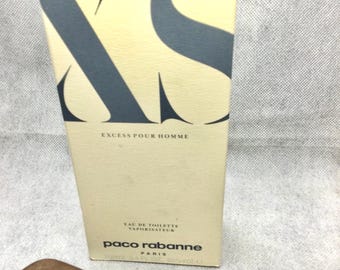 XS
EXCESS POUR HOMME
EAU DE TOILETTE
VAPORISATEUR
paco rabanne
PARIS